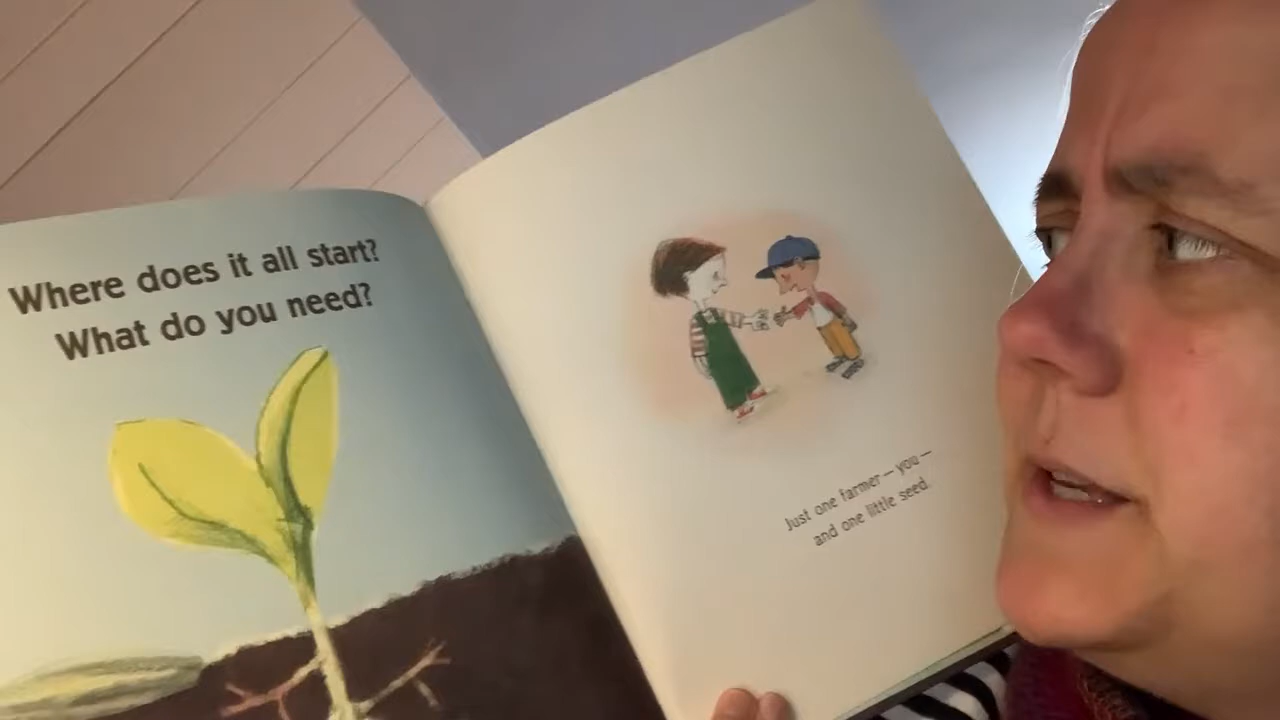 Where does it all start?
What do you need?
Just one farmer — you —
and one little seed.